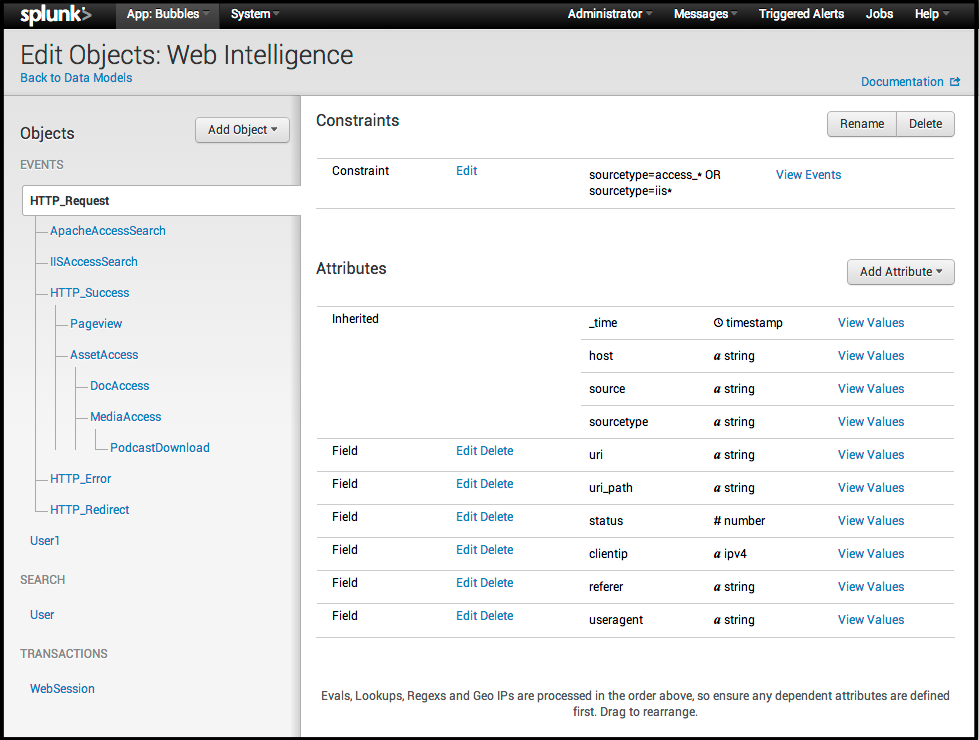 splunk> App: Bubbles System Administrator Messages Triggered Alerts Jobs Help
Edit Objects: Web Intelligence
Back to Data Models
Documentation
Objects
Add Object
EVENTS
HTTP_Request
ApacheAccessSearch
IISAccessSearch
HTTP_Success
Pageview
AssetAccess
DocAccess
MediaAccess
PodcastDownload
HTTP_Error
HTTP_Redirect
User1
SEARCH
User
TRANSACTIONS
WebSession
Constraints
Rename Delete
Constraint Edit sourcetype=access_* OR View Events
sourcetype=iis*
Attributes
Add Attribute
Inherited _time timestamp View Values
host a string View Values
source a string View Values
sourcetype a string View Values
Field Edit Delete uri a string View Values
Field Edit Delete uri_path a string View Values
Field Edit Delete status # number View Values
Field Edit Delete clientip a ipv4 View Values
Field Edit Delete referer a string View Values
Field Edit Delete useragent a string View Values
Evals, Lookups, Regexs and Geo IPs are processed in the order above, so ensure any dependent attributes are defined
first. Drag to rearrange.